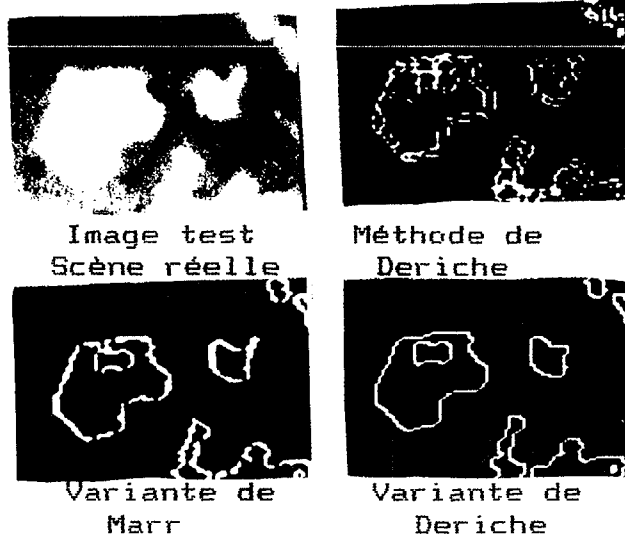 Image test
Scène réelle
Méthode de
Deriche
Variante de
Marr
Variante de
Deriche